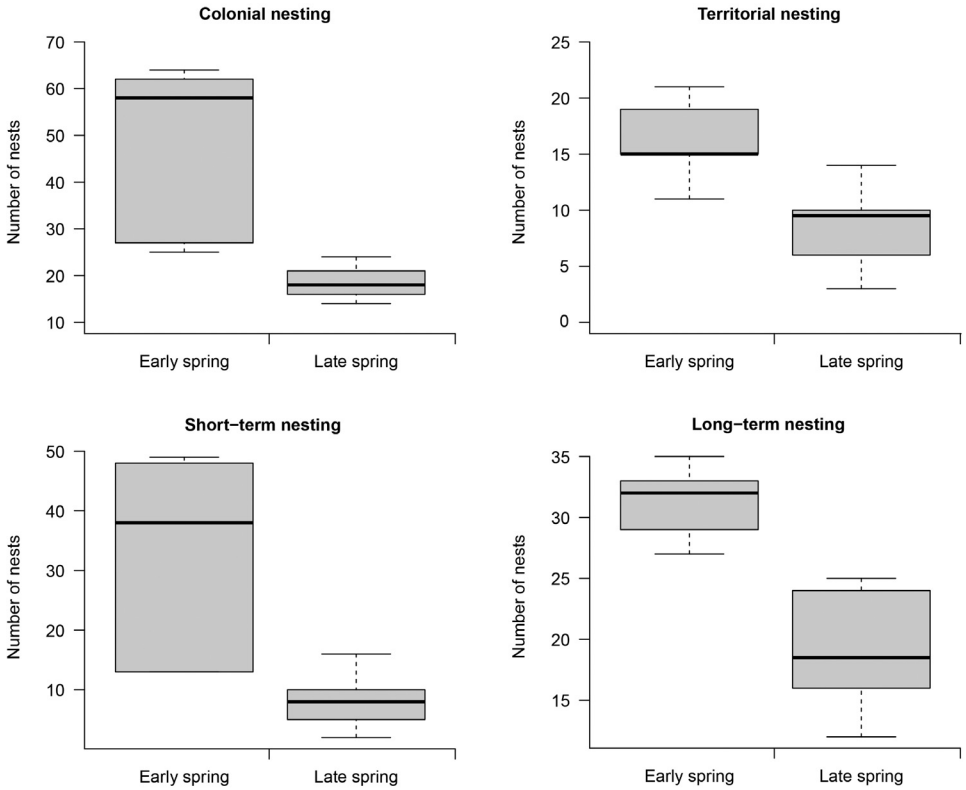 Colonial nesting
Number of nests
70
60
50
40
30
20
10
Early spring
Late spring
Territorial nesting
Number of nests
25
20
15
10
5
0
Early spring
Late spring
Short−term nesting
Number of nests
50
40
30
20
10
Early spring
Late spring
Long−term nesting
Number of nests
35
30
25
20
15
Early spring
Late spring